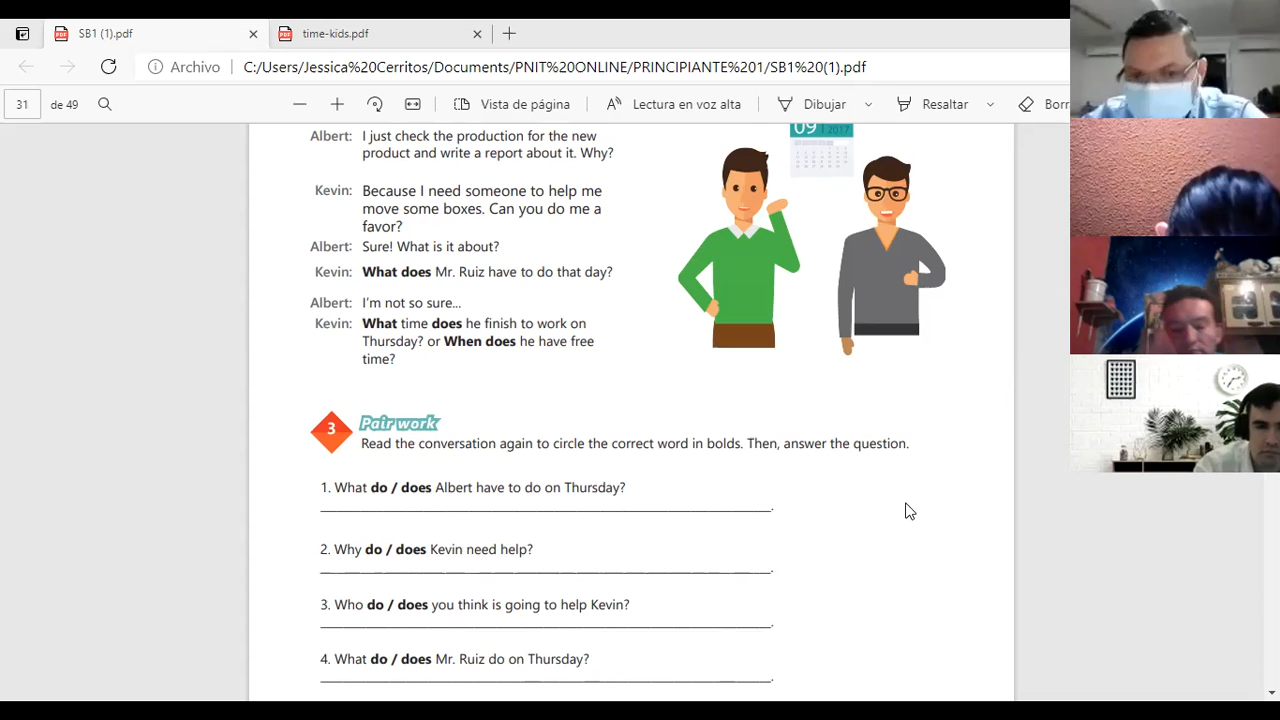 SB1 (1).pdf
time-kids.pdf
Archivo
C:/Users/Jessica%20Cerritos/Documents/PNIT%20ONLINE/PRINCIPIANTE%201/SB1%20(1).pdf
31 de 49
Vista de página
Lectura en voz alta
Dibujar
Resaltar
Borr
09 2017
Albert: I just check the production for the new
product and write a report about it. Why?
Kevin: Because I need someone to help me
move some boxes. Can you do me a
favor?
Albert: Sure! What is it about?
Kevin: What does Mr. Ruiz have to do that day?
Albert: I'm not so sure...
Kevin: What time does he finish to work on
Thursday? or When does he have free
time?
3 Pair work
Read the conversation again to circle the correct word in bolds. Then, answer the question.
1. What do / does Albert have to do on Thursday?
2. Why do / does Kevin need help?
3. Who do / does you think is going to help Kevin?
4. What do / does Mr. Ruiz do on Thursday?